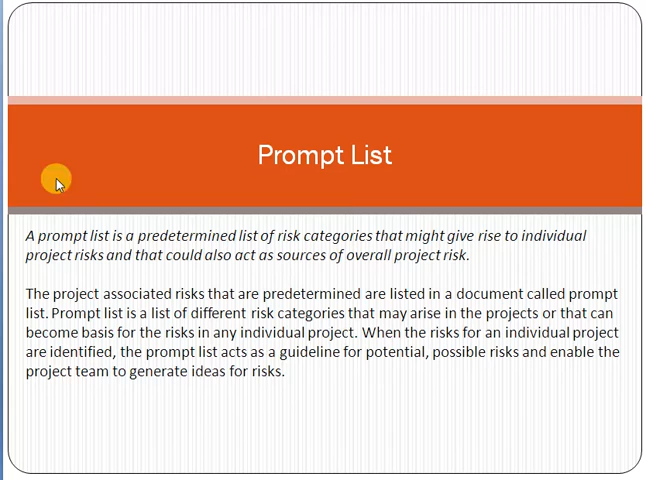 Prompt List
A prompt list is a predetermined list of risk categories that might give rise to individual
project risks and that could also act as sources of overall project risk.
The project associated risks that are predetermined are listed in a document called prompt
list. Prompt list is a list of different risk categories that may arise in the projects or that can
become basis for the risks in any individual project. When the risks for an individual project
are identified, the prompt list acts as a guideline for potential, possible risks and enable the
project team to generate ideas for risks.